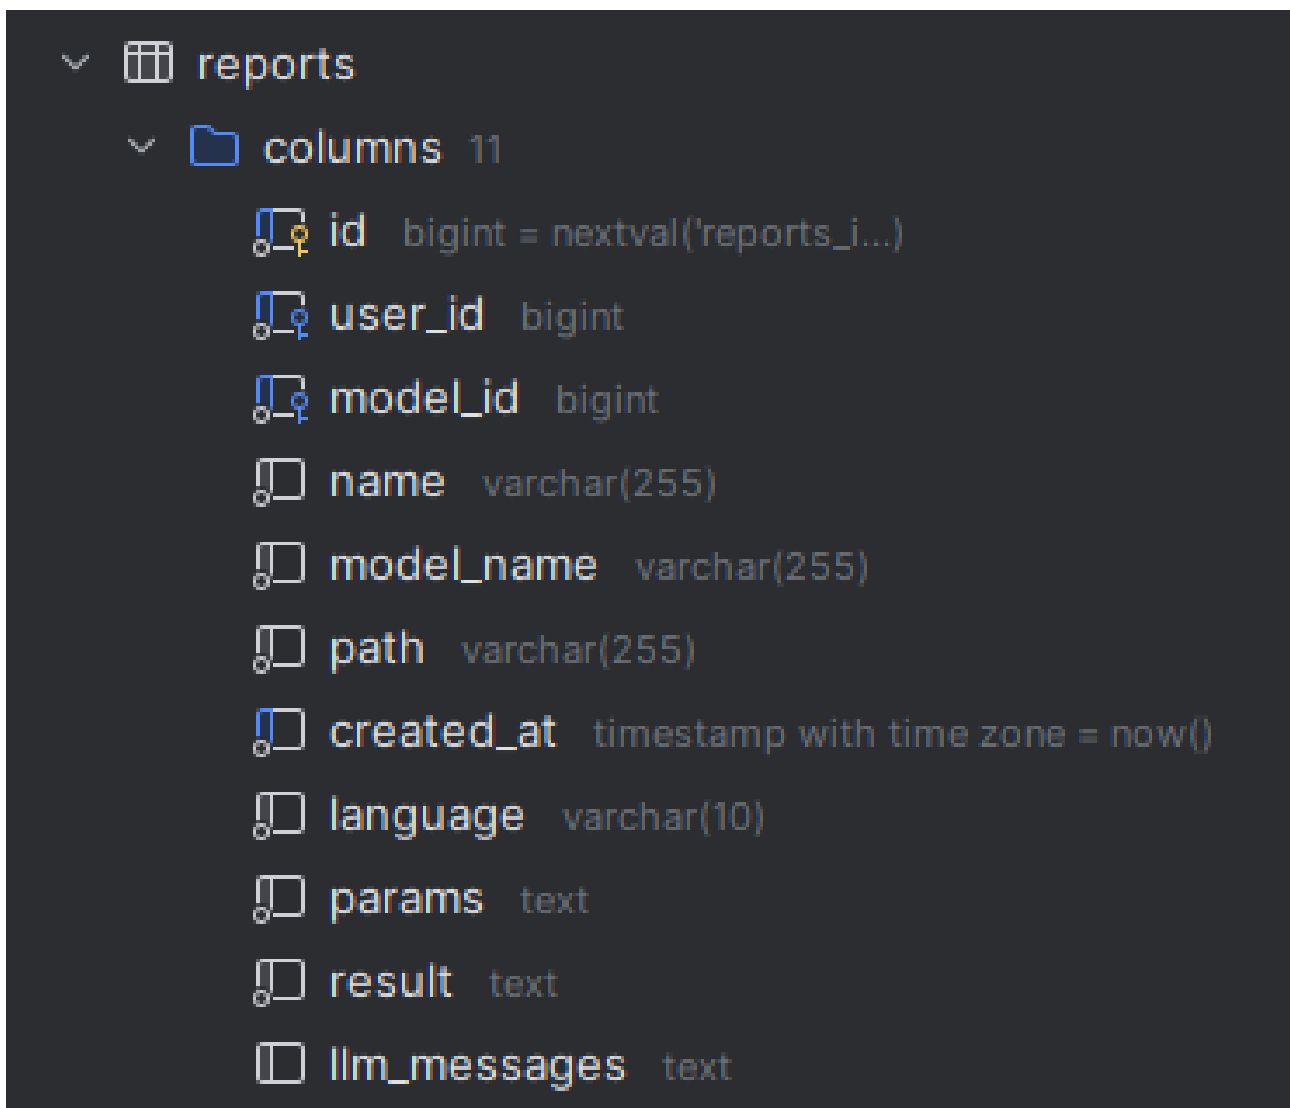 reports
columns 11
id bigint = nextval('reports_i...)
user_id bigint
model_id bigint
name varchar(255)
model_name varchar(255)
path varchar(255)
created_at timestamp with time zone = now()
language varchar(10)
params text
result text
llm_messages text